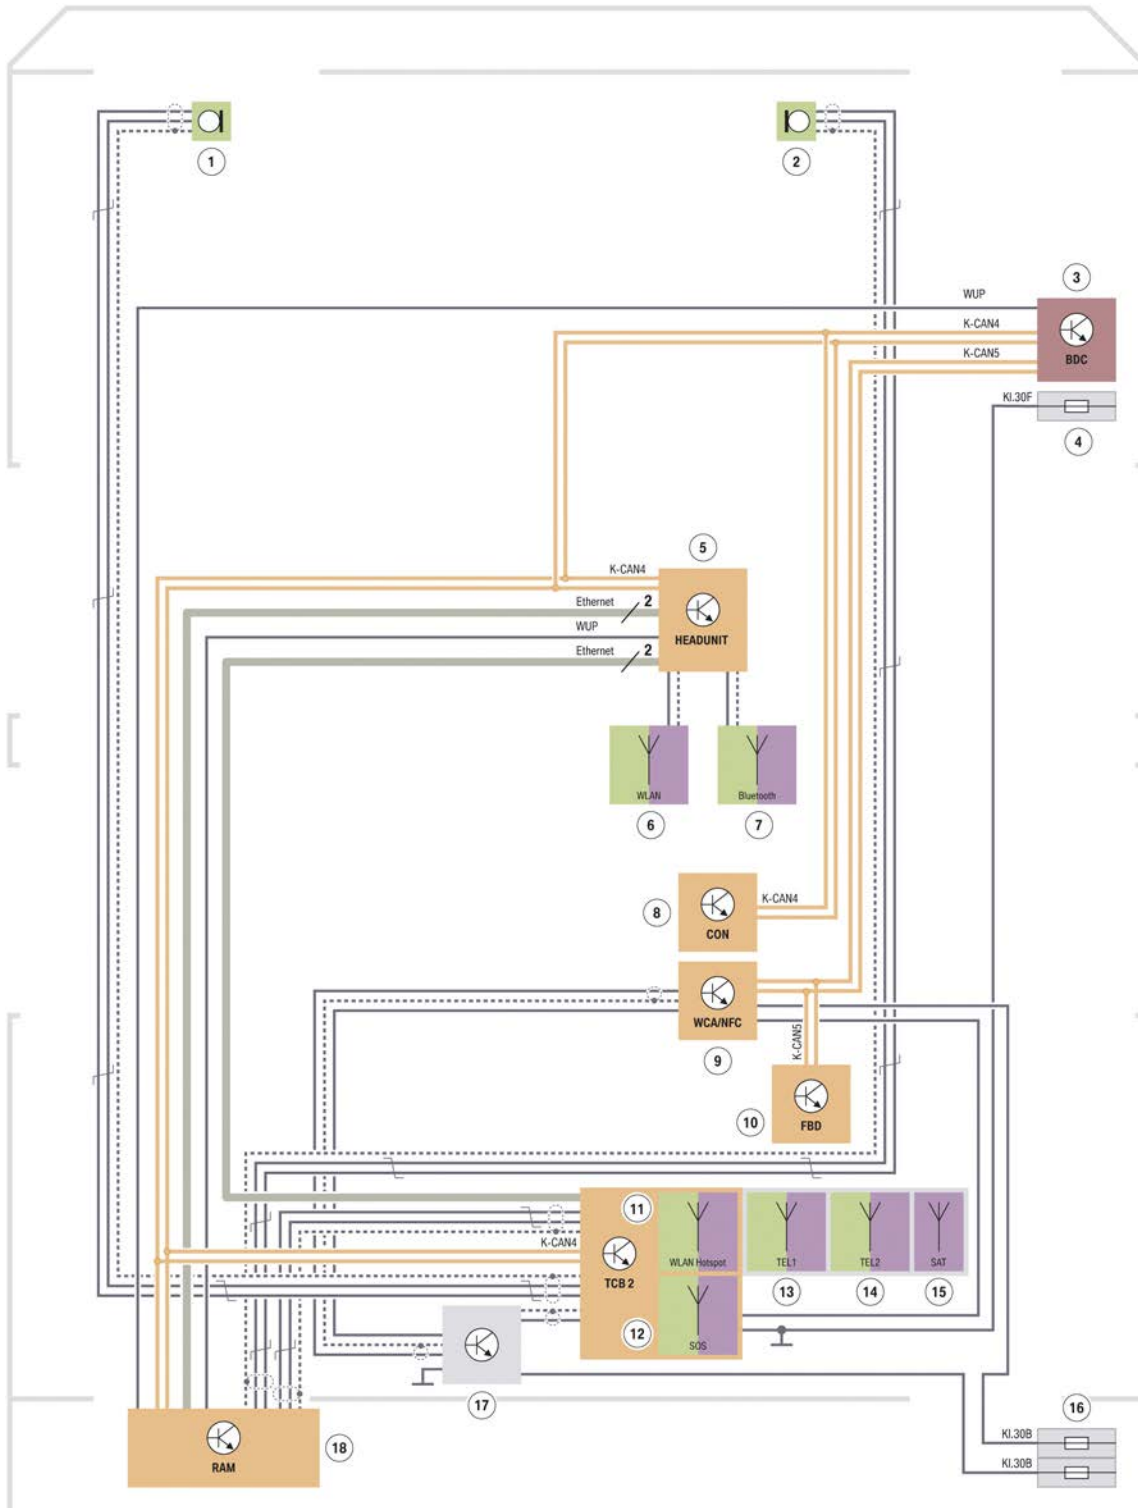 1
2
3
WUP
K-CAN4
K-CAN5
BDC
Kl.30F
4
5
K-CAN4
Ethernet
2
WUP
Ethernet
2
HEADUNIT
WLAN
Bluetooth
6
7
8
K-CAN4
CON
WCA/NFC
9
K-CAN5
10
FBD
11
K-CAN4
TCB 2
WLAN Hotspot
TEL1
TEL2
SAT
12
SOS
13
14
15
17
16
Kl.30B
Kl.30B
18
RAM